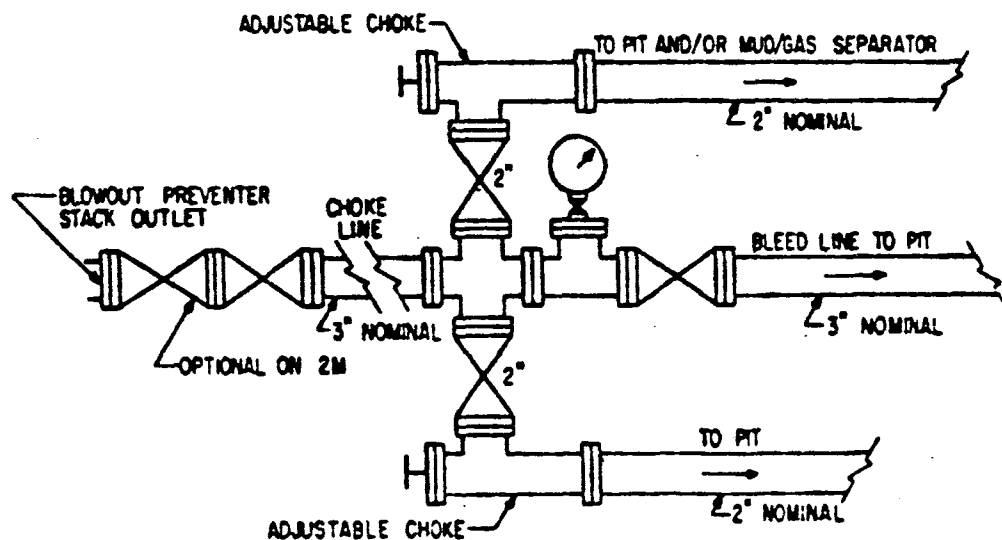 ADJUSTABLE CHOKE
TO PIT AND/OR MUD/GAS SEPARATOR
2" NOMINAL
2"
BLOWOUT PREVENTER
STACK OUTLET
CHOKE
LINE
BLEED LINE TO PIT
3" NOMINAL
3" NOMINAL
OPTIONAL ON 2M
2"
TO PIT
2" NOMINAL
ADJUSTABLE CHOKE